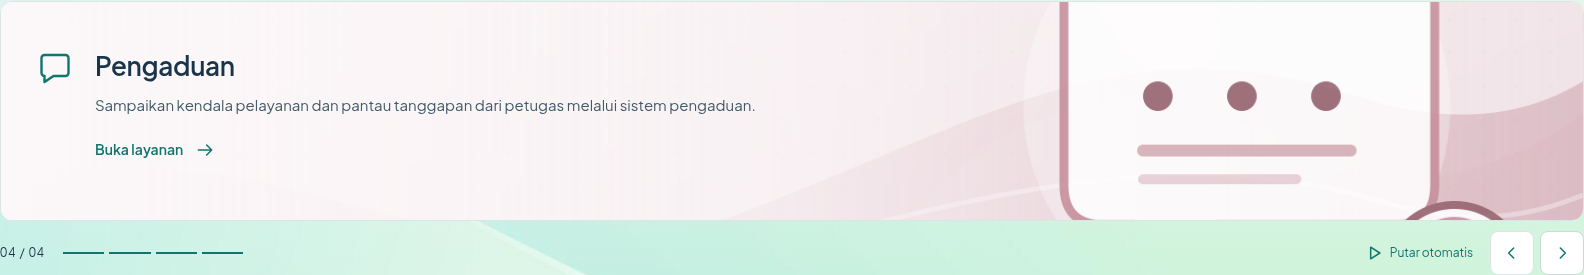 Pengaduan
Sampaikan kendala pelayanan dan pantau tanggapan dari petugas melalui sistem pengaduan.
Buka layanan
04 / 04
Putar otomatis